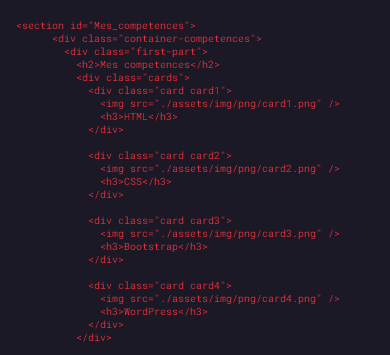 <section id="Mes_competences">
<div class="container-competences">
<div class="first-part">
<h2>Mes competences</h2>
<div class="cards">
<div class="card card1">
<img src="./assets/img/png/card1.png" />
<h3>HTML</h3>
</div>
<div class="card card2">
<img src="./assets/img/png/card2.png" />
<h3>CSS</h3>
</div>
<div class="card card3">
<img src="./assets/img/png/card3.png" />
<h3>Bootstrap</h3>
</div>
<div class="card card4">
<img src="./assets/img/png/card4.png" />
<h3>WordPress</h3>
</div>
</div>